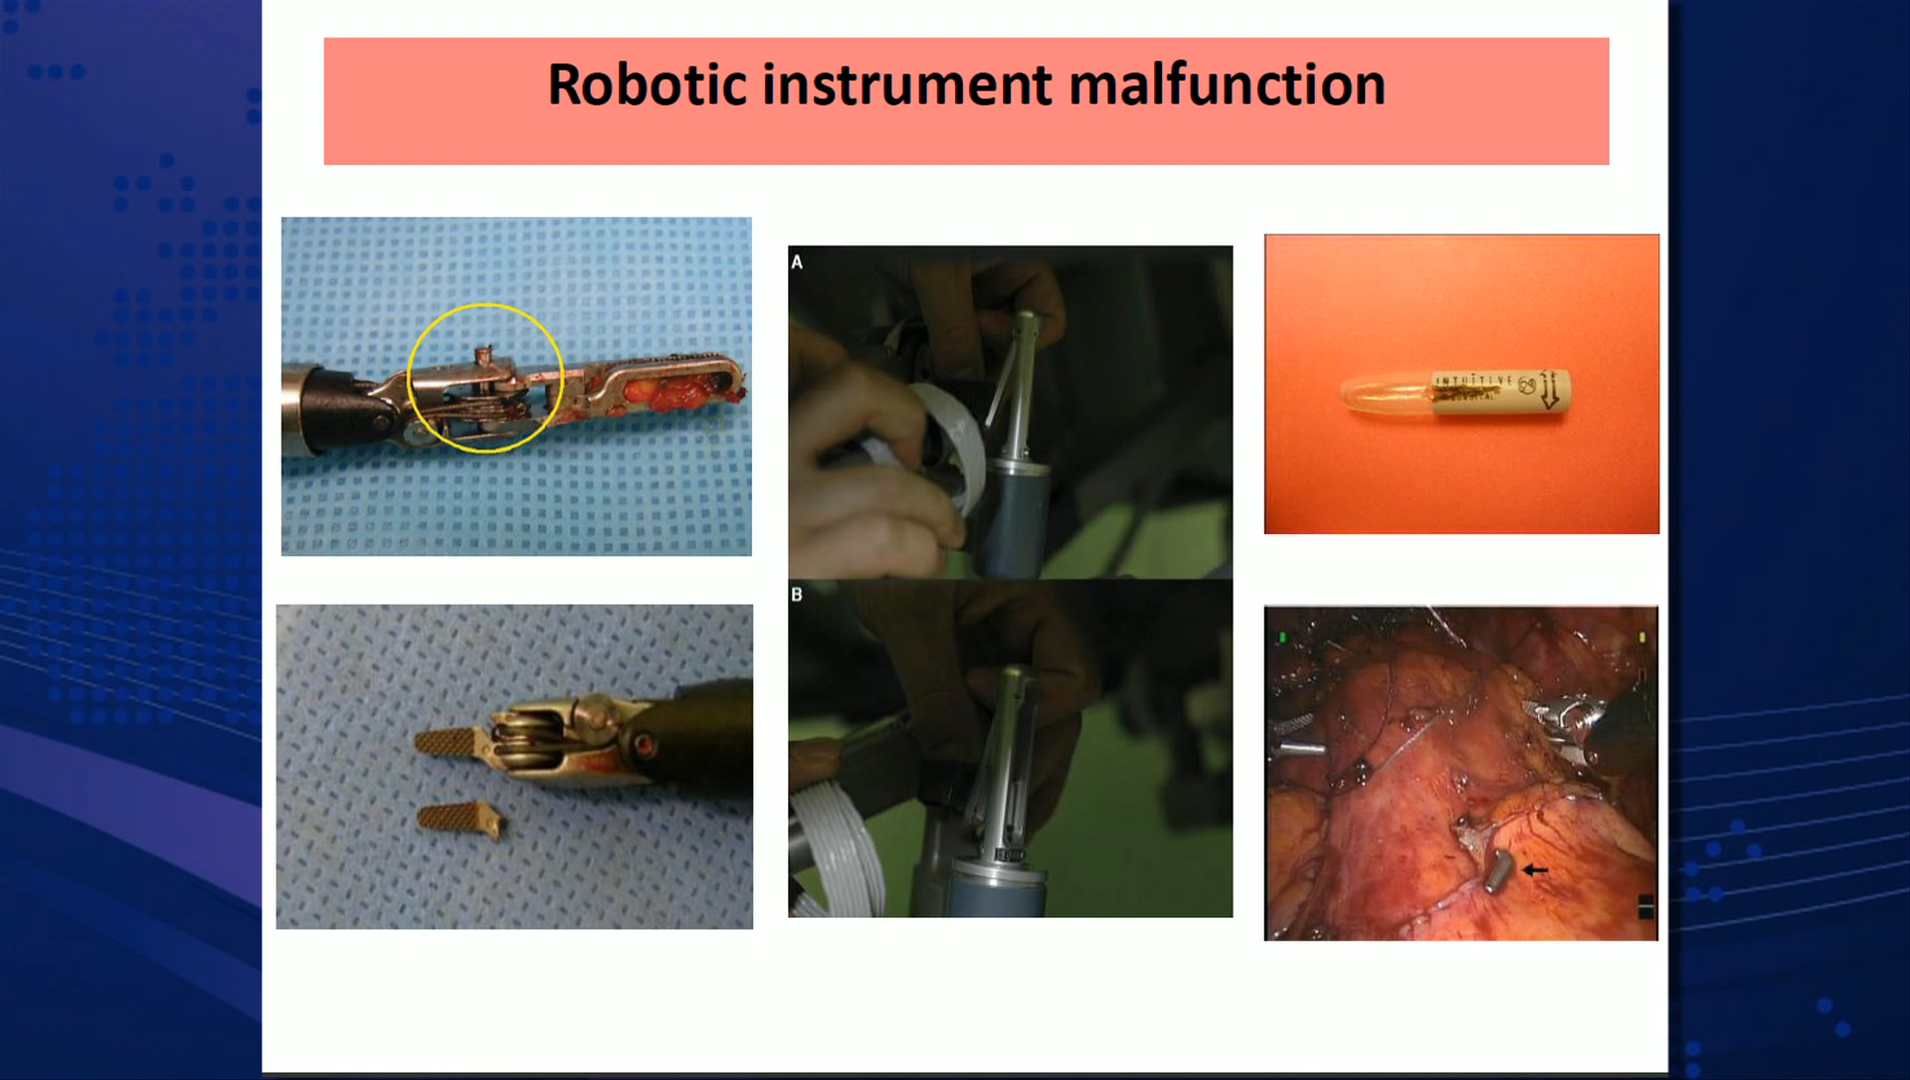 Robotic instrument malfunction
A
B
INTUITIVE
SURGICAL